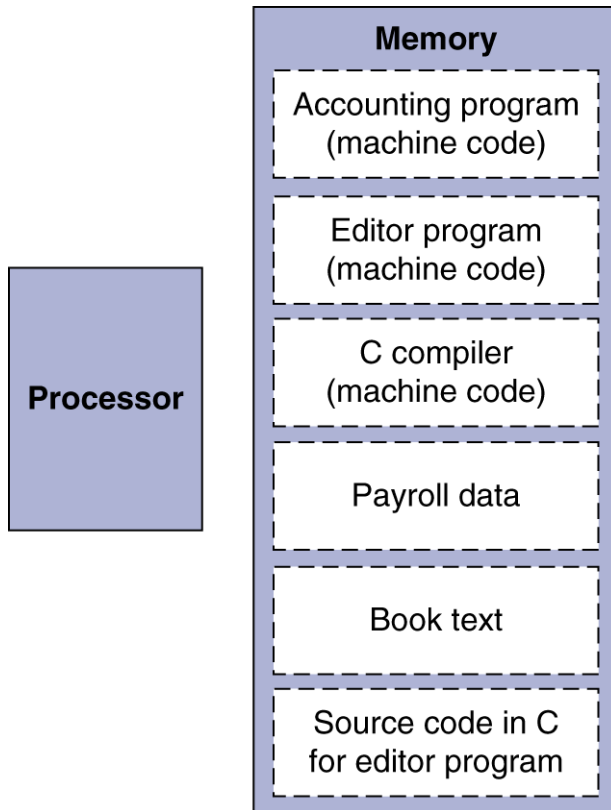 Memory
Accounting program
(machine code)
Editor program
(machine code)
C compiler
(machine code)
Processor
Payroll data
Book text
Source code in C
for editor program